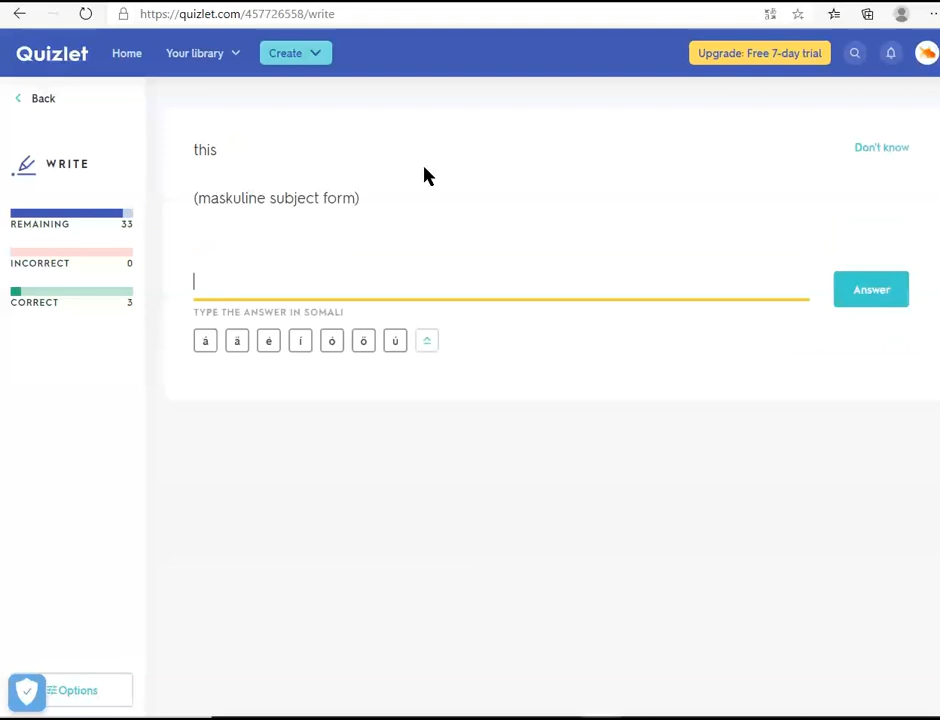 https://quizlet.com/457726558/write
Quizlet
Home
Your library
Create
Upgrade: Free 7-day trial
Back
WRITE
REMAINING 33
INCORRECT 0
CORRECT 3
Options
this
Don't know
(maskuline subject form)
Answer
TYPE THE ANSWER IN SOMALI
á ä é í ó ö ú